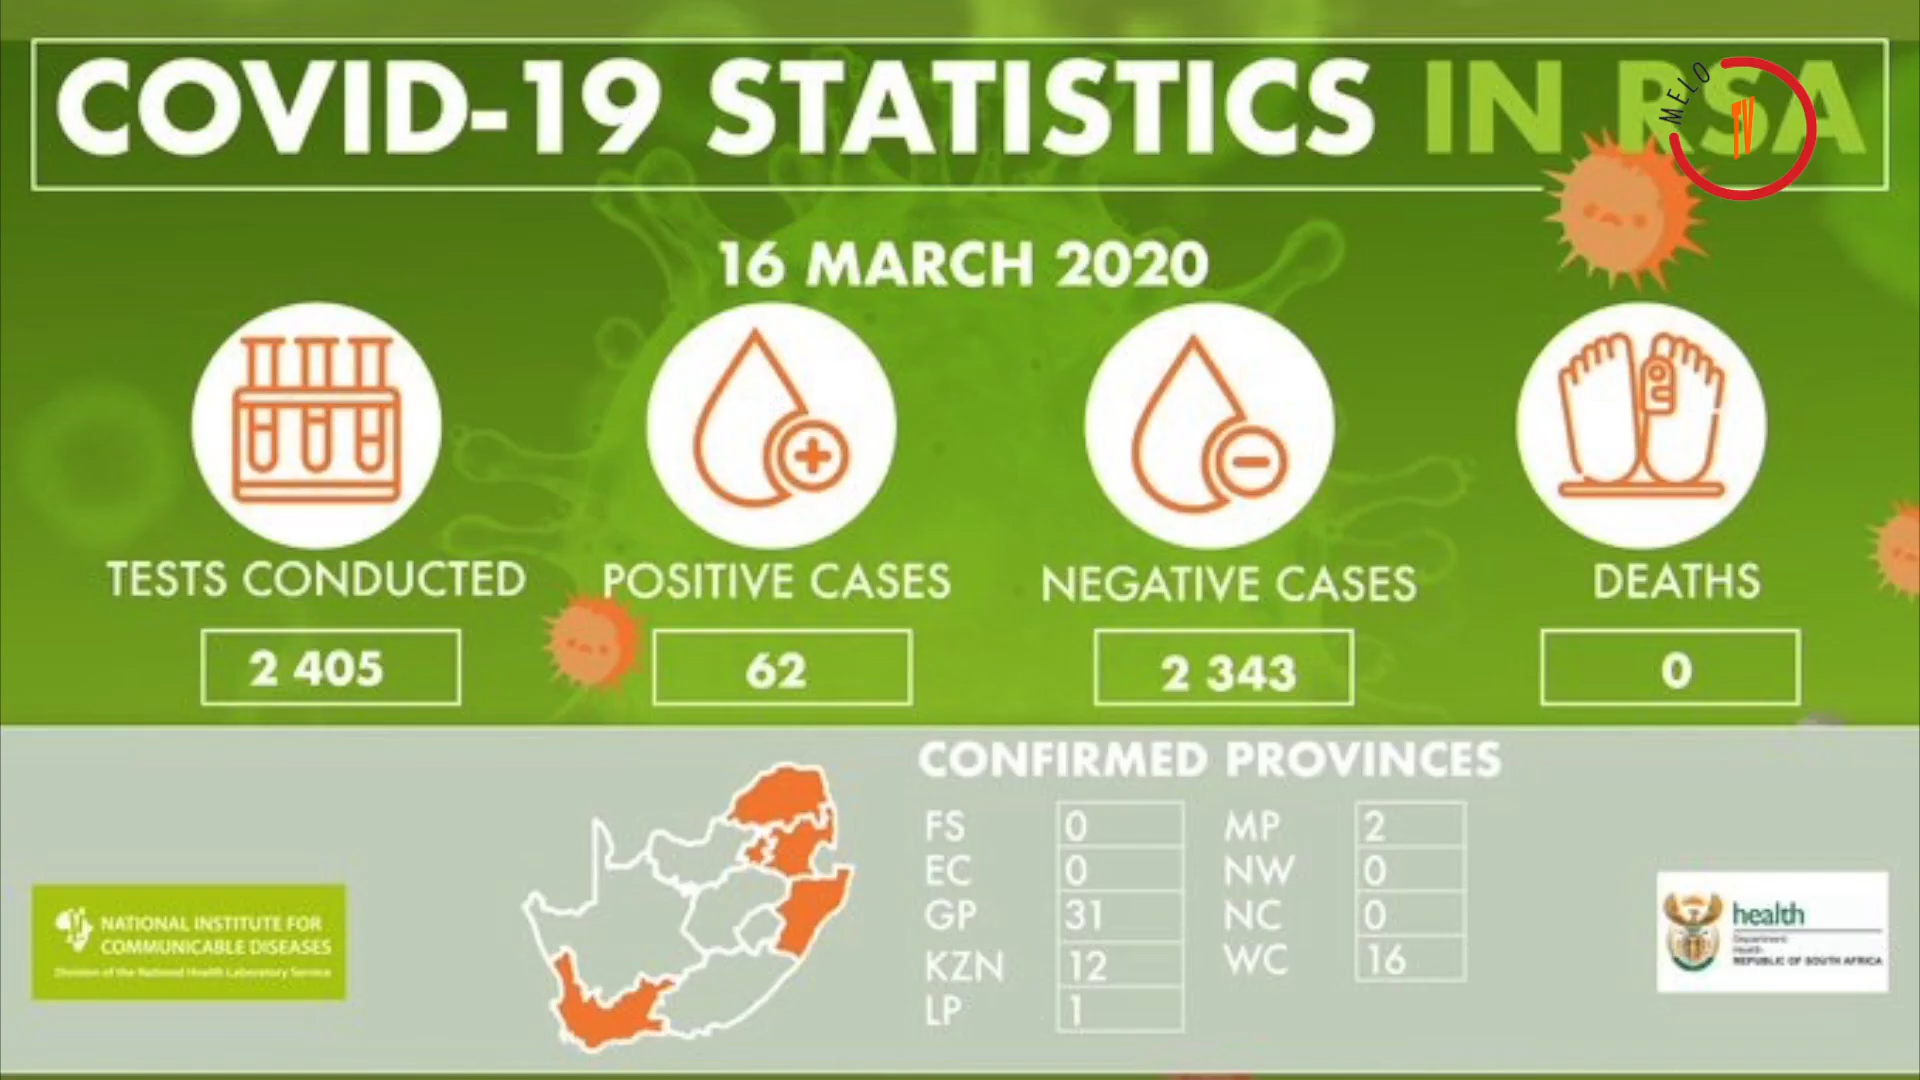 COVID-19 STATISTICS IN RSA
MELO
16 MARCH 2020
TESTS CONDUCTED
2 405
POSITIVE CASES
62
NEGATIVE CASES
2 343
DEATHS
0
CONFIRMED PROVINCES
FS 0
EC 0
GP 31
KZN 12
LP 1
MP 2
NW 0
NC 0
WC 16
NATIONAL INSTITUTE FOR
COMMUNICABLE DISEASES
Division of the National Health Laboratory Service
health
Department:
Health
REPUBLIC OF SOUTH AFRICA